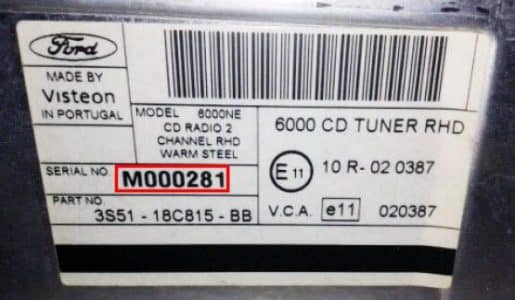 Ford
MADE BY
Visteon
IN PORTUGAL
MODEL 6000NE
CD RADIO 2
CHANNEL RHD
WARM STEEL
6000 CD TUNER RHD
SERIAL NO. M000281
E11 10 R- 02 0387
PART NO.
3S51 - 18C815 - BB
V.C.A. e11 020387